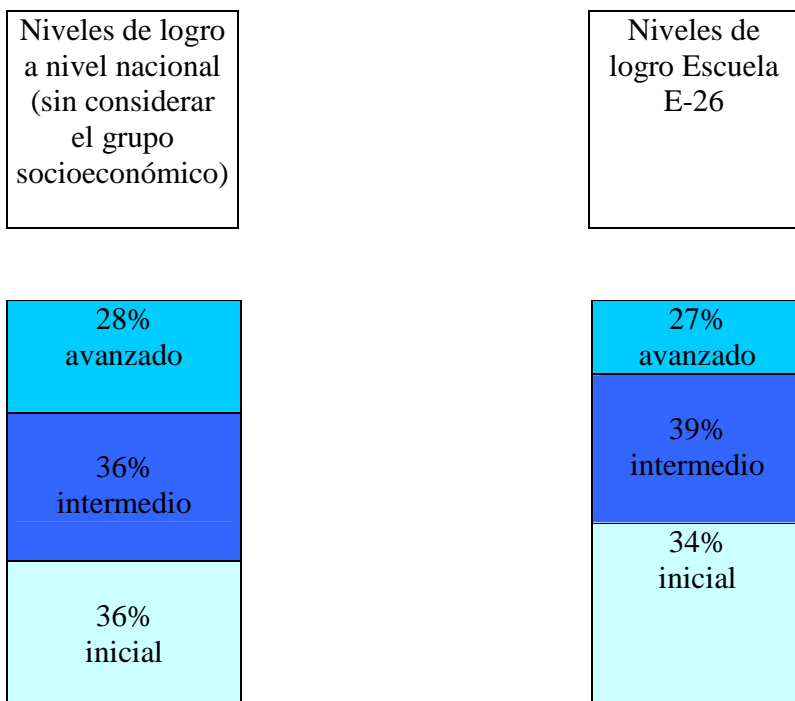 Niveles de logro
a nivel nacional
(sin considerar
el grupo
socioeconómico)
Niveles de
logro Escuela
E-26
28%
avanzado
36%
intermedio
36%
inicial
27%
avanzado
39%
intermedio
34%
inicial